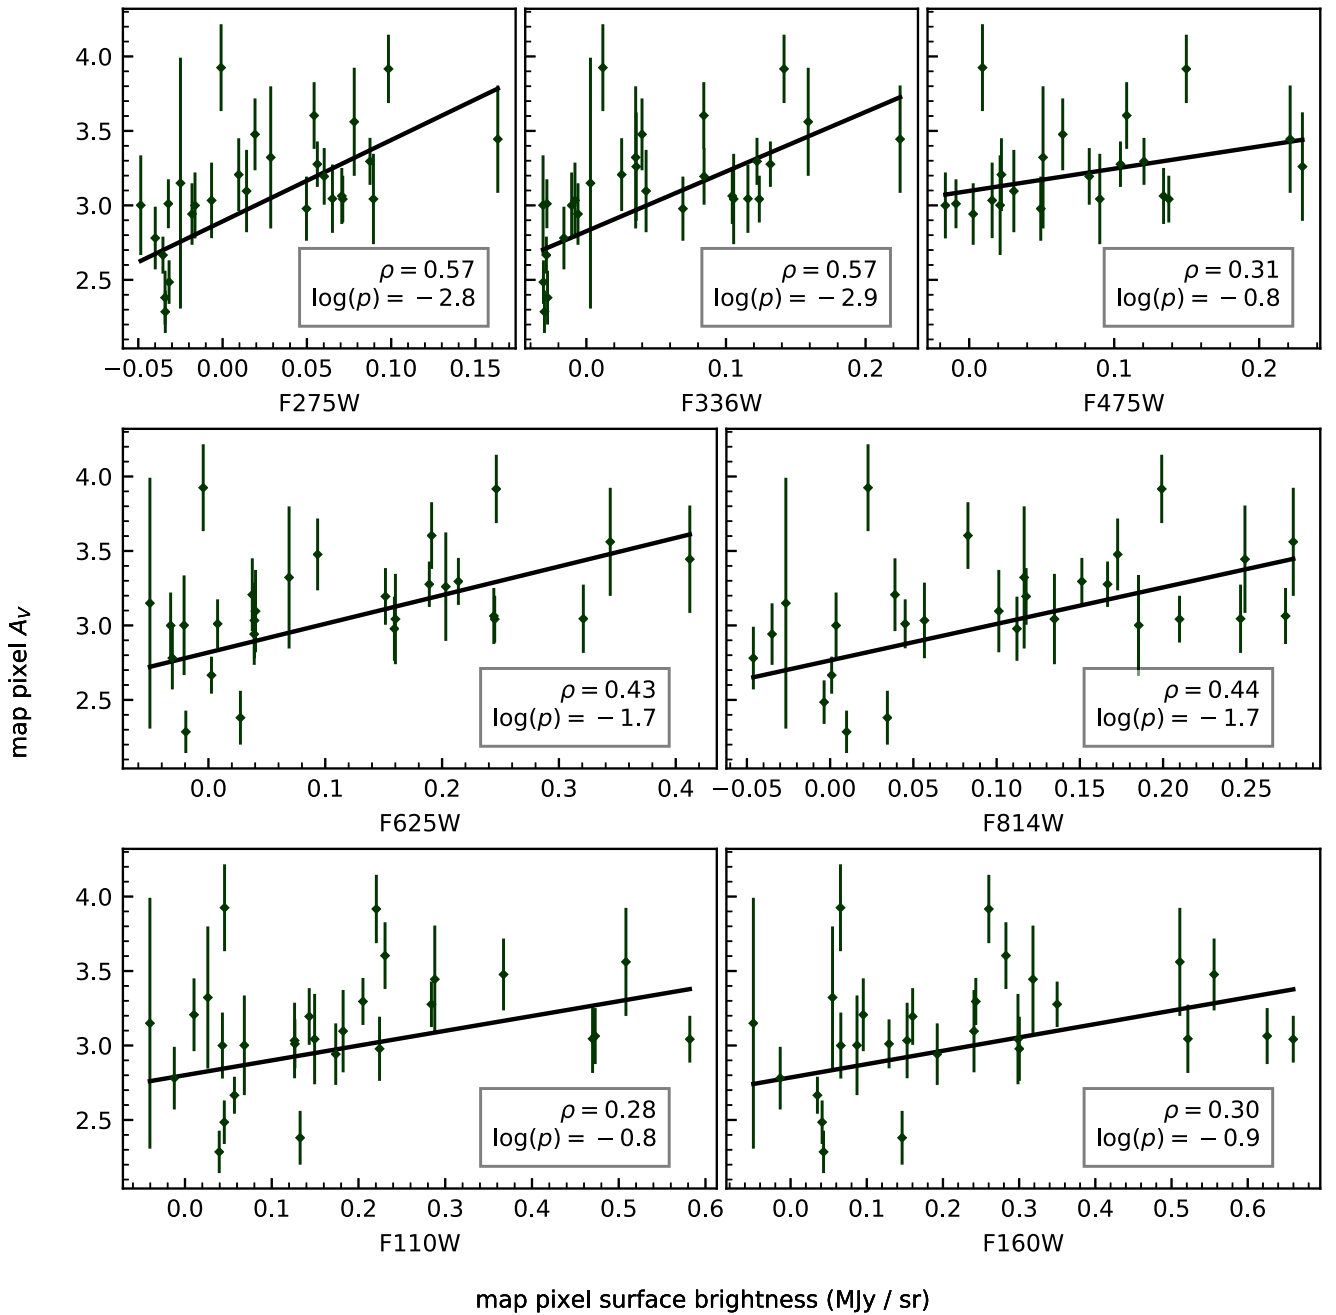 4.0
3.5
3.0
2.5
ρ = 0.57
log(p) = −2.8
ρ = 0.57
log(p) = −2.9
ρ = 0.31
log(p) = −0.8
−0.05 0.00 0.05 0.10 0.15
0.0 0.1 0.2
0.0 0.1 0.2
F275W
F336W
F475W
4.0
3.5
3.0
2.5
map pixel A_V
ρ = 0.43
log(p) = −1.7
ρ = 0.44
log(p) = −1.7
0.0 0.1 0.2 0.3 0.4
−0.05 0.00 0.05 0.10 0.15 0.20 0.25
F625W
F814W
4.0
3.5
3.0
2.5
ρ = 0.28
log(p) = −0.8
ρ = 0.30
log(p) = −0.9
0.0 0.1 0.2 0.3 0.4 0.5 0.6
0.0 0.1 0.2 0.3 0.4 0.5 0.6
F110W
F160W
map pixel surface brightness (MJy / sr)